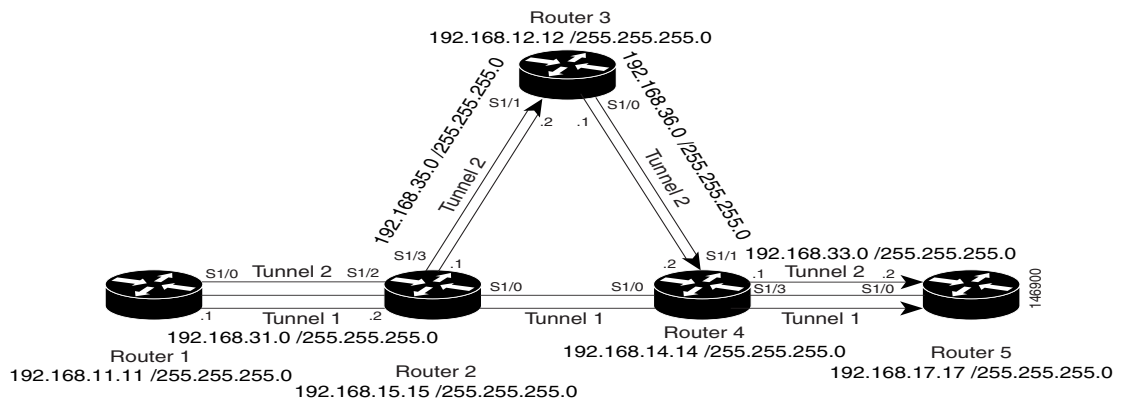 Router 3
192.168.12.12 /255.255.255.0
192.168.35.0 /255.255.255.0
192.168.36.0 /255.255.255.0
S1/1
S1/0
.2
.1
Tunnel 2
Tunnel 2
S1/3
.1
.2
S1/1
192.168.33.0 /255.255.255.0
S1/0
Tunnel 2
S1/2
.1
Tunnel 2
.2
S1/0
S1/0
S1/3
S1/0
146900
.1
Tunnel 1
.2
Tunnel 1
Tunnel 1
192.168.31.0 /255.255.255.0
Router 4
192.168.14.14 /255.255.255.0
Router 1
192.168.11.11 /255.255.255.0
Router 2
192.168.15.15 /255.255.255.0
Router 5
192.168.17.17 /255.255.255.0